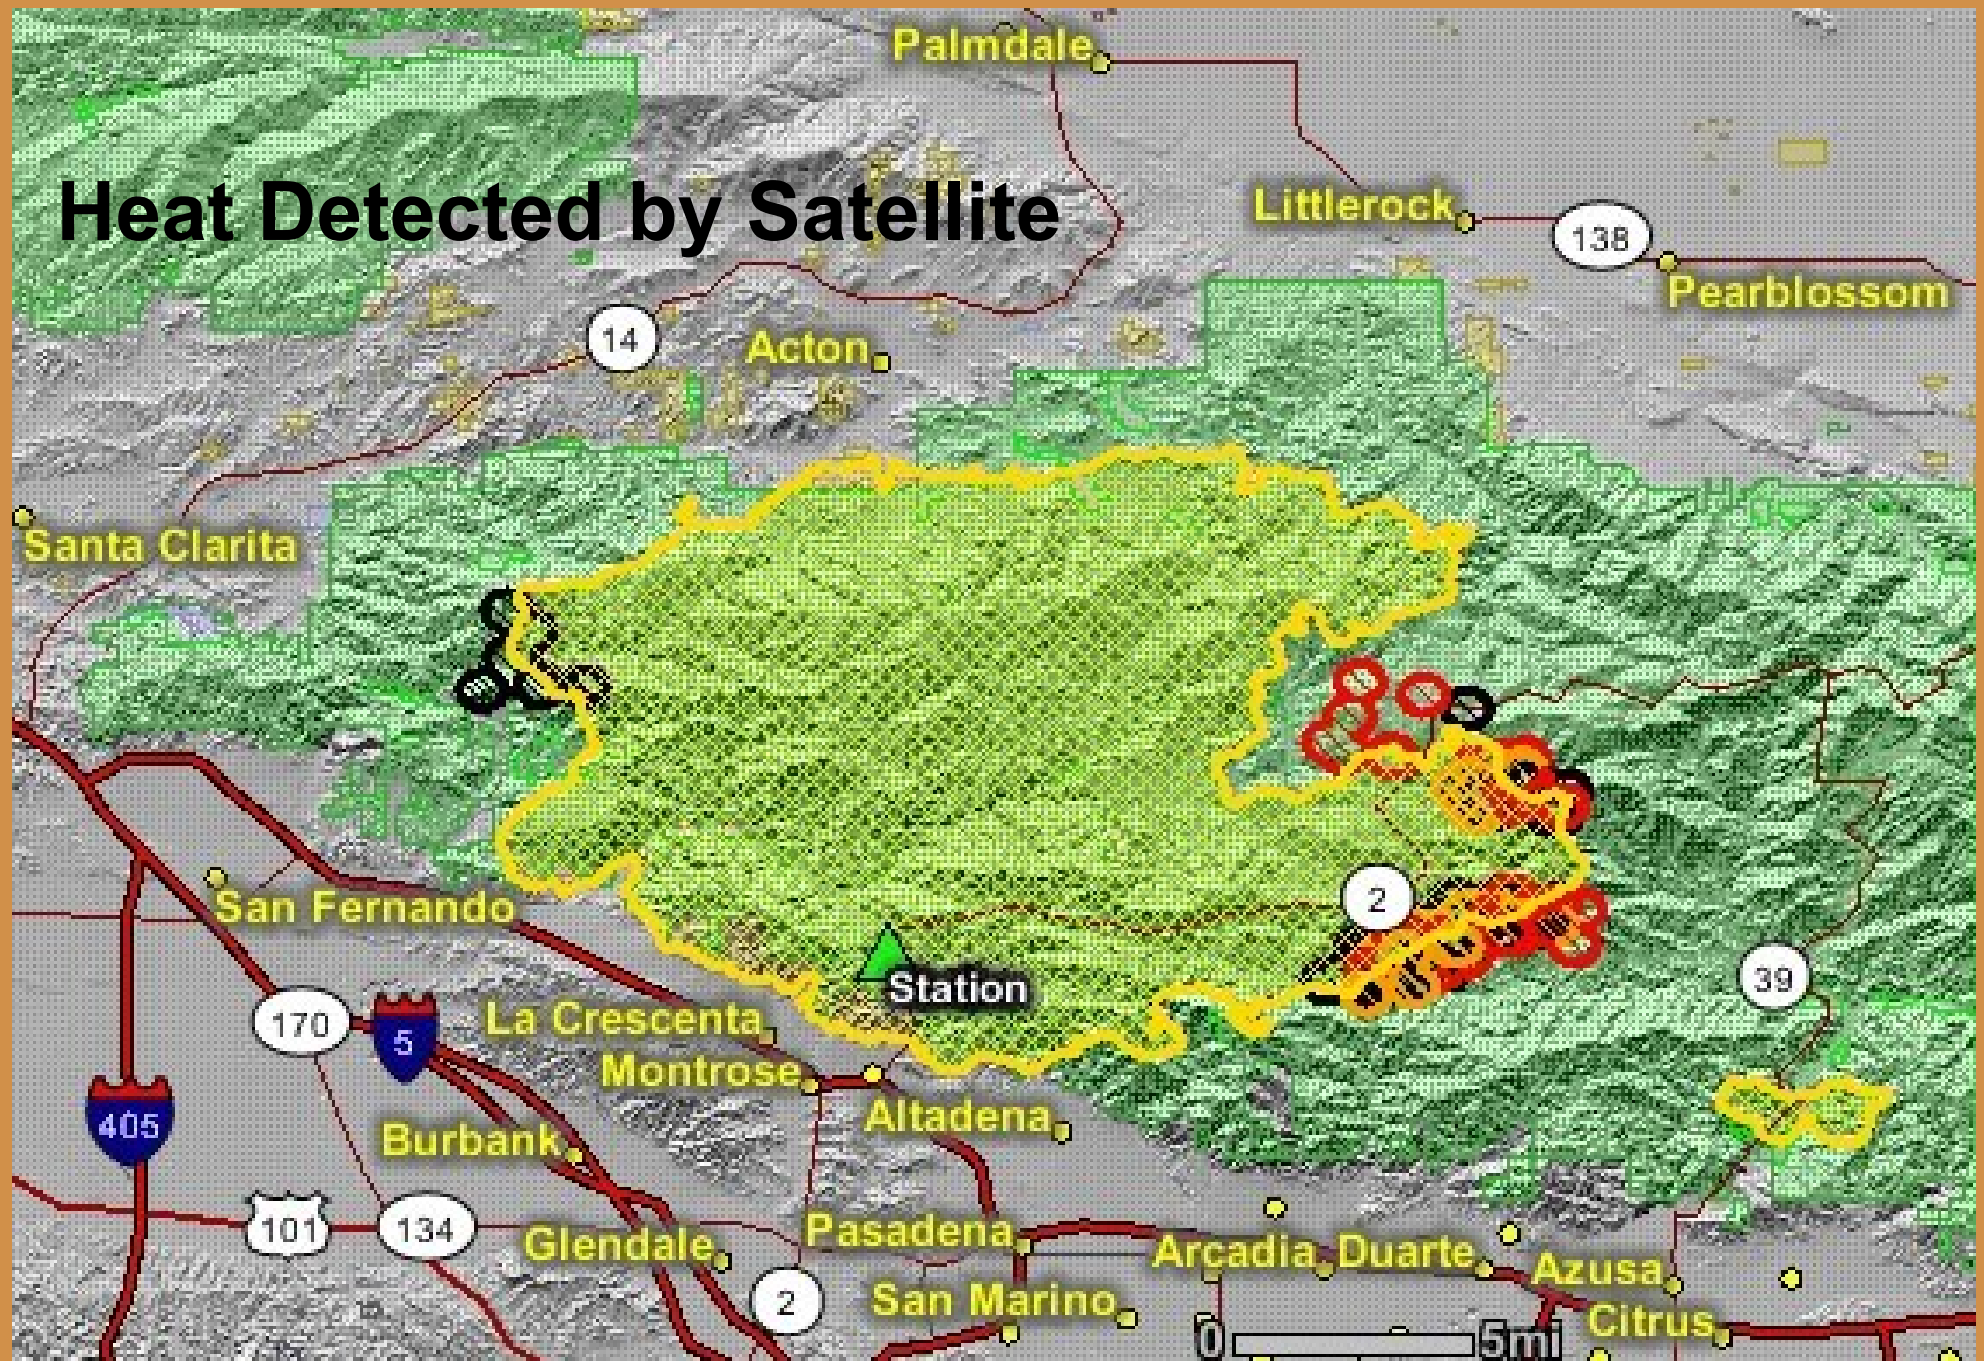 Palmdale
Heat Detected by Satellite
Littlerock
138
Pearblossom
14
Acton
Santa Clarita
2
San Fernando
Station
39
170
5
La Crescenta
Montrose
405
Altadena
Burbank
101
134
Glendale
Pasadena
Arcadia
Duarte
Azusa
2
San Marino
Citrus
0
5mi